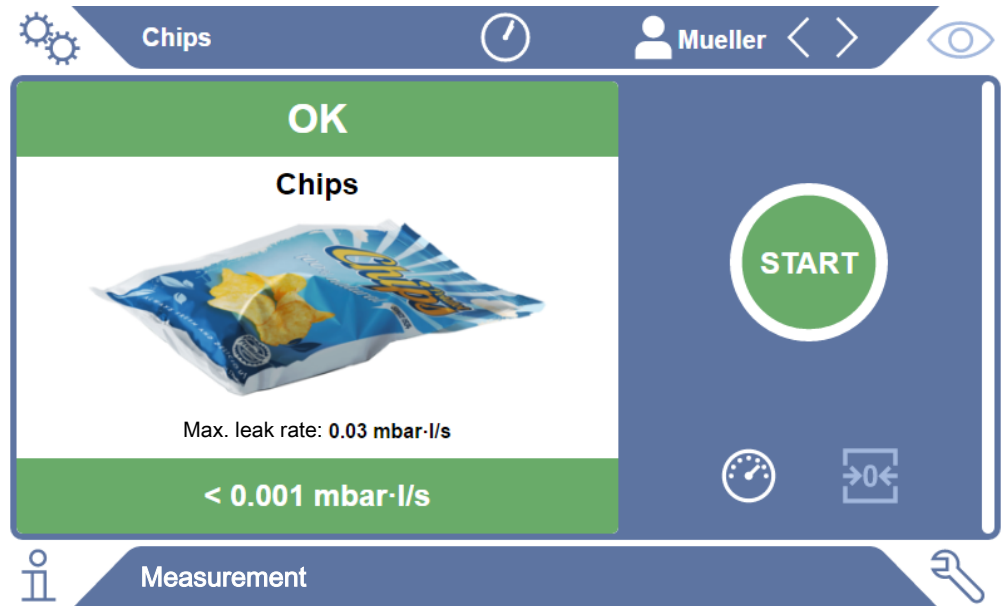 Chips
Mueller
OK
Chips
Chips
Max. leak rate: 0.03 mbar·l/s
< 0.001 mbar·l/s
START
→0←
Measurement